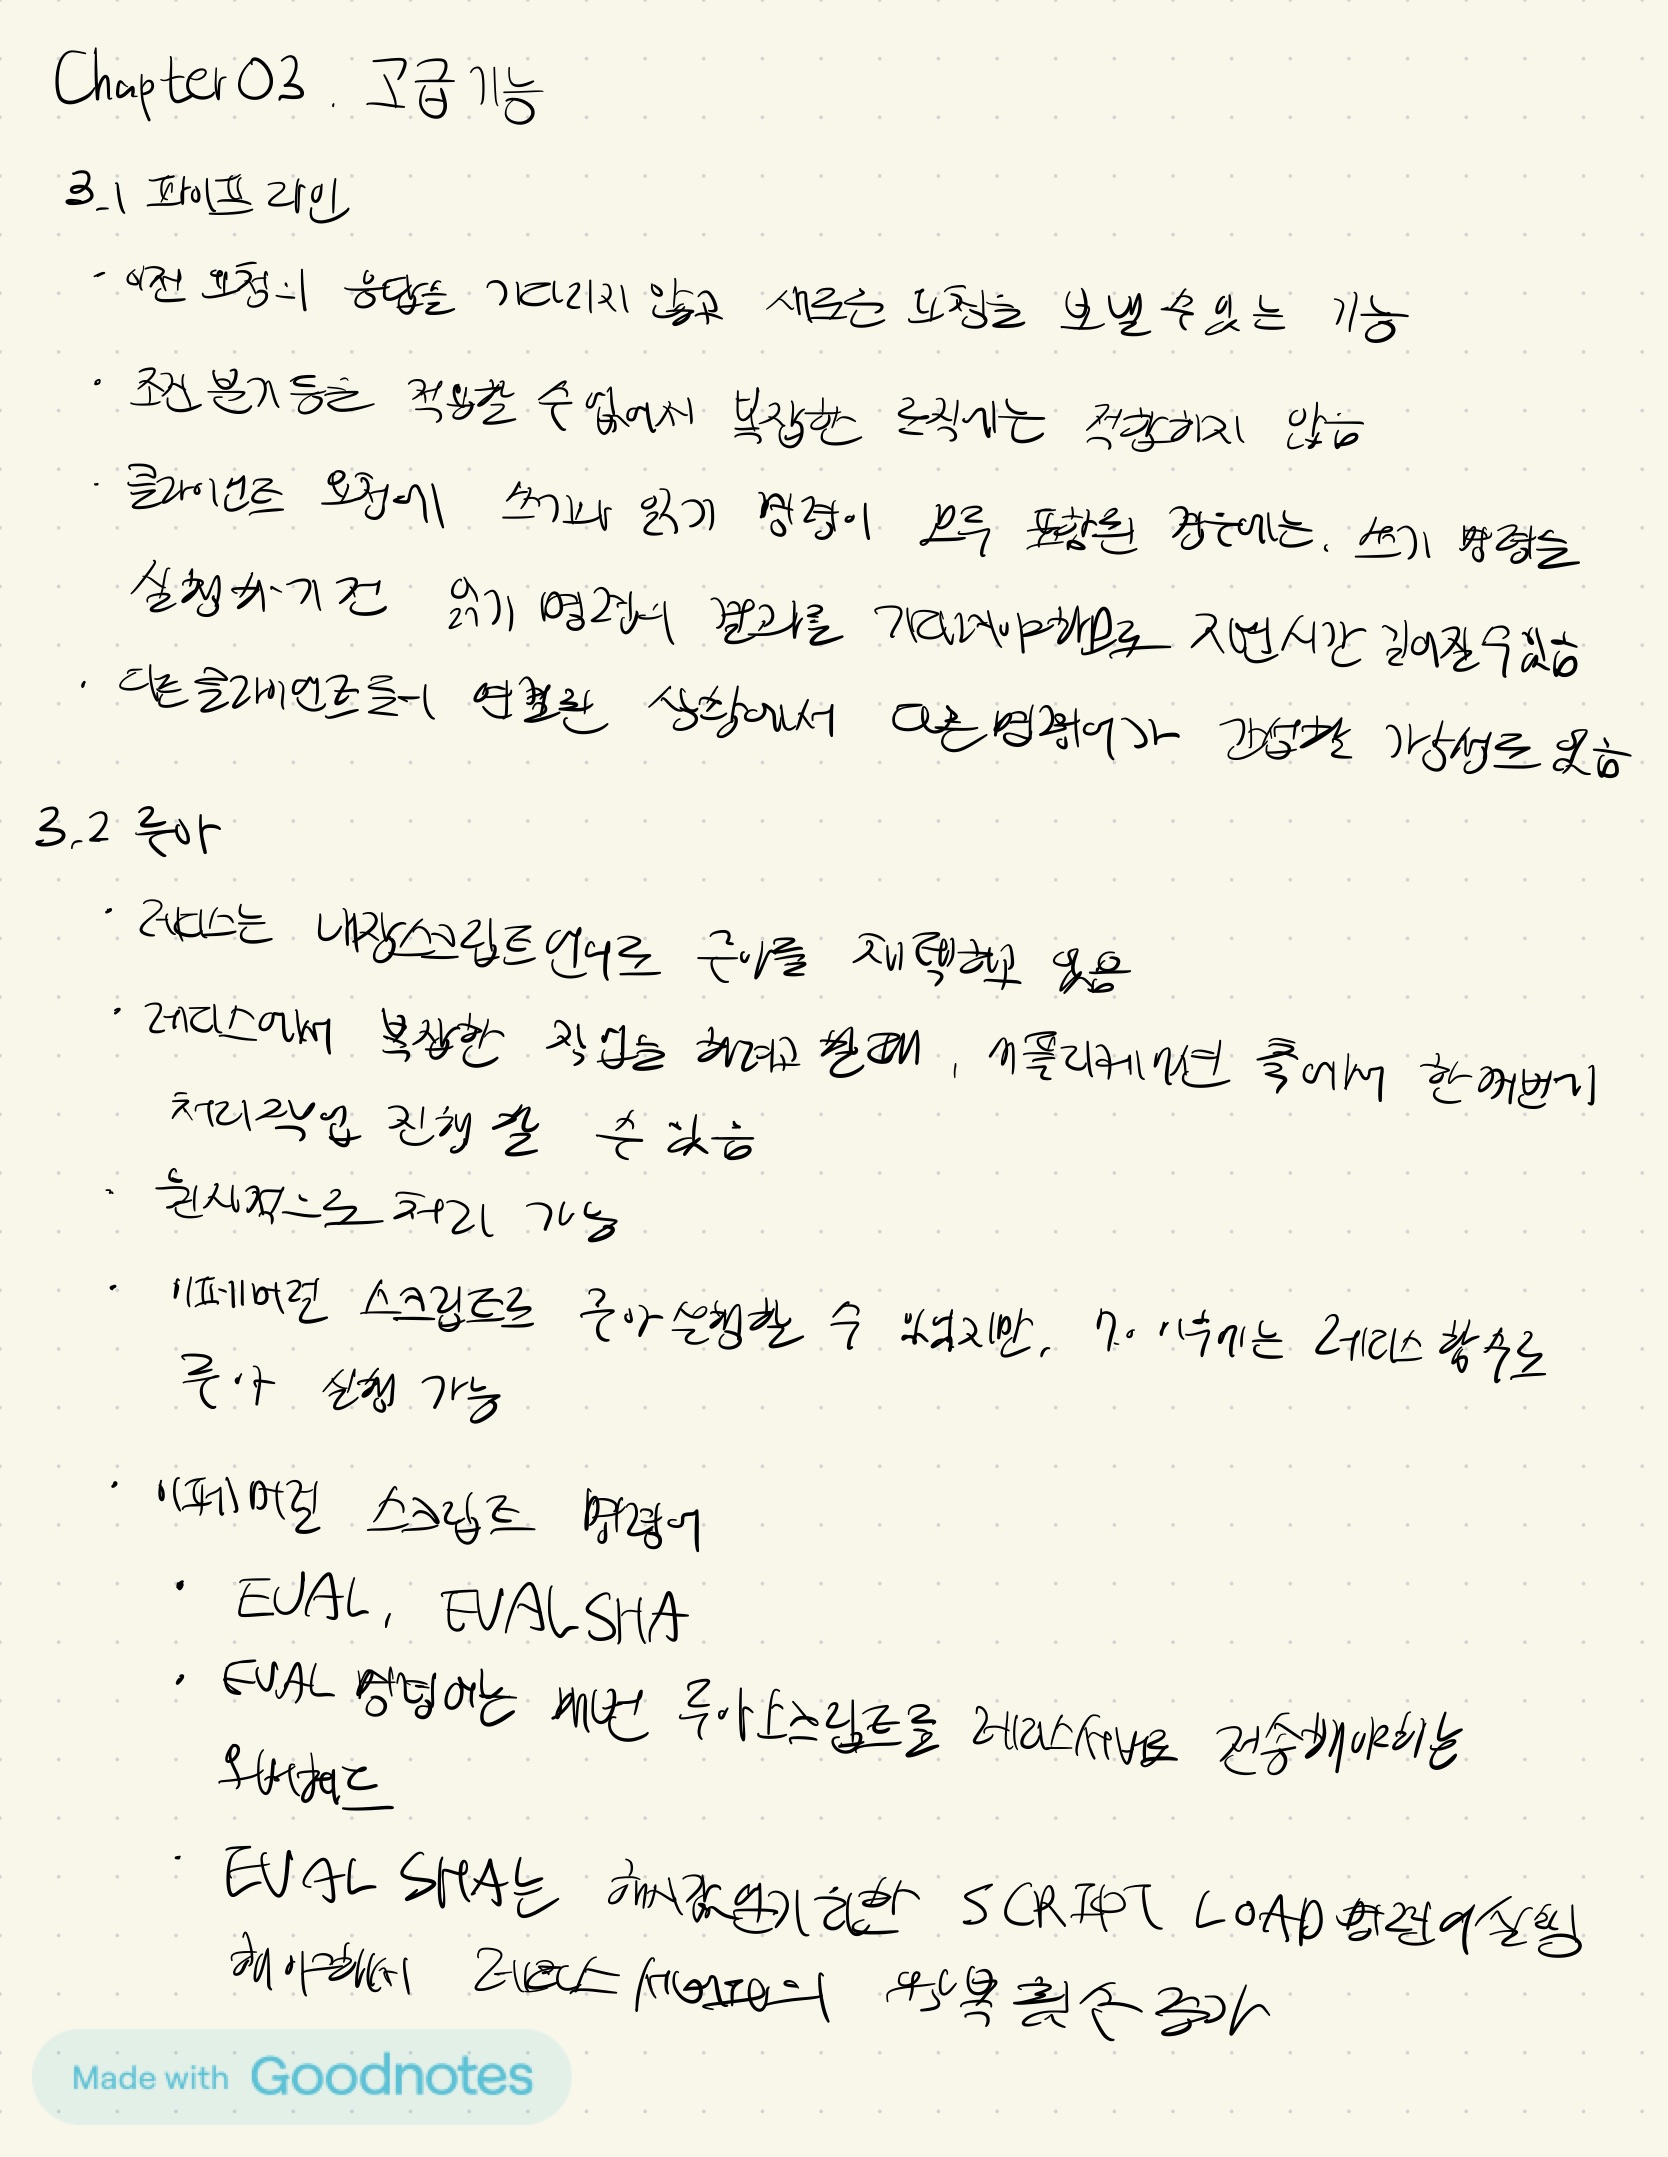 Chapter 03. 고급 기능
3.1 파이프라인
· 이전 요청의 응답을 기다리지 않고 새로운 요청을 보낼 수 있는 기능
· 조건 분기 등을 적용할 수 없어서 복잡한 로직에는 적합하지 않음
· 클라이언트 요청에 쓰기나 읽기 명령이 모두 포함된 경우에는, 쓰기 명령을
실행하기 전 읽기 명령의 결과를 기다려야 하므로 지연시간 길어질 수 있음
· 다른 클라이언트들이 연결된 상황에서 다른 명령어가 간섭할 가능성도 있음
3.2 루아
· 레디스는 내장 스크립트 언어로 루아를 채택하고 있음
· 레디스에서 복잡한 작업을 하려고 할 때, 어플리케이션 측에서 한꺼번에
처리 작업 진행할 수 있음
· 원시적으로 처리 가능
· 이페머럴 스크립트로 루아 실행할 수 있었지만, 7.0 이후에는 레디스 함수로
루아 실행 가능
· 이페머럴 스크립트 명령어
· EVAL, EVALSHA
· EVAL 명령어는 매번 루아 스크립트를 레디스 서버로 전송해야 하는
오버헤드
· EVALSHA는 해시값 얻기 위한 SCRIPT LOAD 명령어 실행
해야 해서 레디스 서버와의 왕복 횟수 증가
Made with Goodnotes